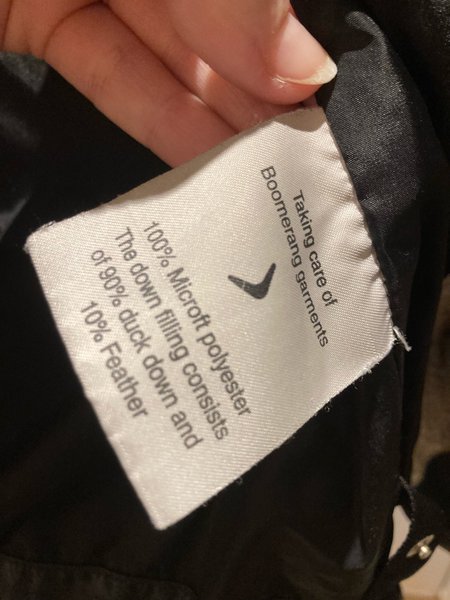 Taking care of
Boomerang garments
100% Microft polyester
The down filling consists
of 90% duck down and
10% Feather